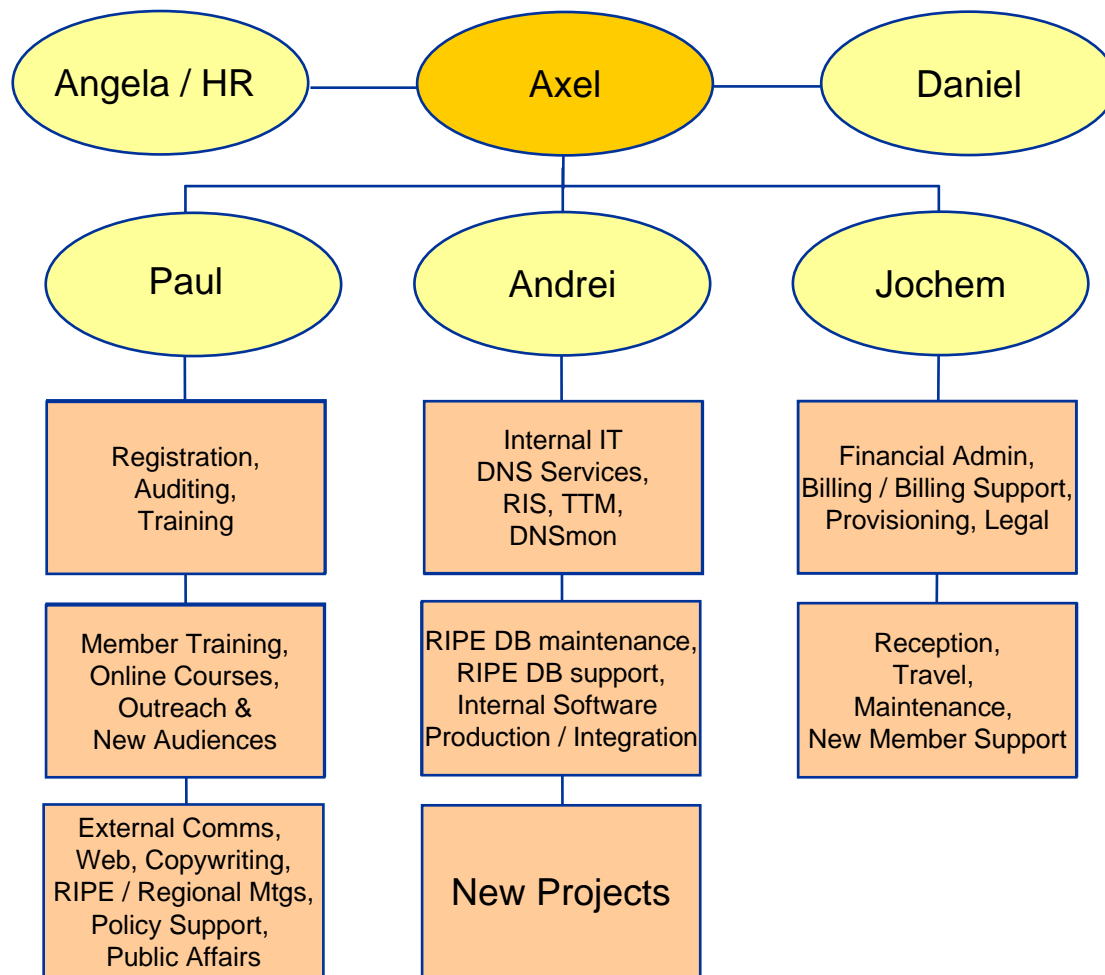 Angela / HR
Axel
Daniel
Paul
Andrei
Jochem
Registration,
Auditing,
Training
Internal IT
DNS Services,
RIS, TTM,
DNSmon
Financial Admin,
Billing / Billing Support,
Provisioning, Legal
Member Training,
Online Courses,
Outreach &
New Audiences
RIPE DB maintenance,
RIPE DB support,
Internal Software
Production / Integration
Reception,
Travel,
Maintenance,
New Member Support
External Comms,
Web, Copywriting,
RIPE / Regional Mtgs,
Policy Support,
Public Affairs
New Projects